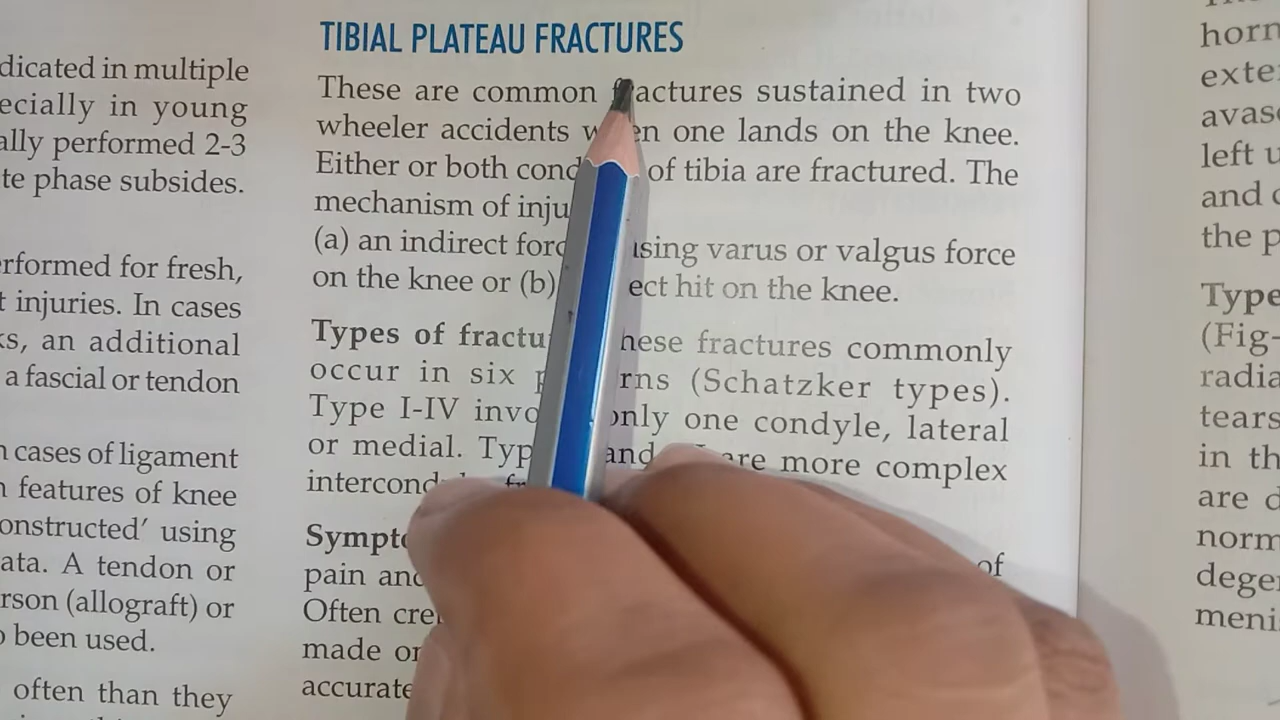 dicated in multiple
ecially in young
ally performed 2-3
te phase subsides.
rformed for fresh,
t injuries. In cases
ks, an additional
a fascial or tendon
n cases of ligament
n features of knee
onstructed' using
ata. A tendon or
rson (allograft) or
o been used.
often than they
TIBIAL PLATEAU FRACTURES
These are common fractures sustained in two
wheeler accidents when one lands on the knee.
Either or both cond of tibia are fractured. The
mechanism of inju
(a) an indirect forc using varus or valgus force
on the knee or (b) ect hit on the knee.
Types of fractu hese fractures commonly
occur in six rns (Schatzker types).
Type I-IV invo only one condyle, lateral
or medial. Typ and are more complex
intercond
Sympto of
pain and
Often cre
made or
accurate
horn
exte
avas
left u
and
the p
Type
(Fig-
radia
tears
in th
are d
norm
dege
meni